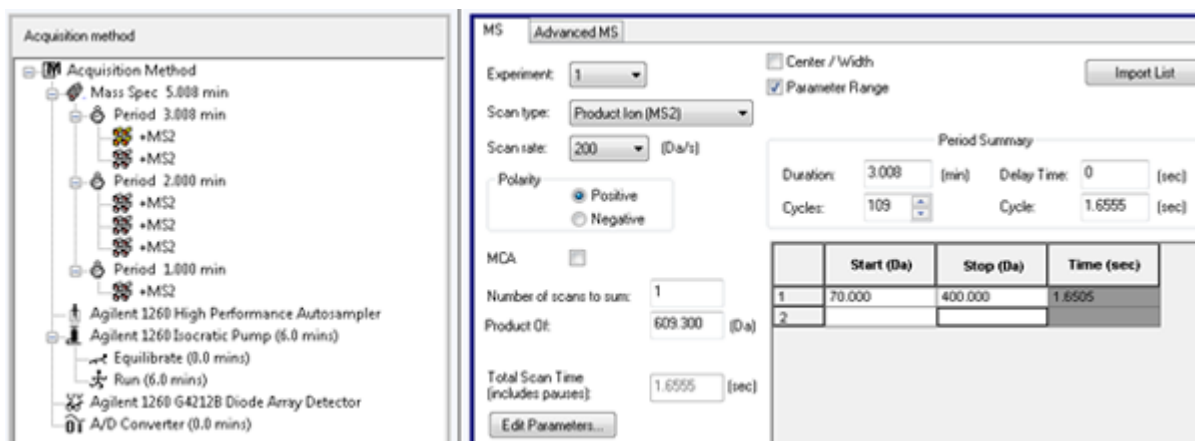 Acquisition method
Acquisition Method
Mass Spec 5.008 min
Period 3.008 min
+MS2
+MS2
Period 2.000 min
+MS2
+MS2
+MS2
Period 1.000 min
+MS2
Agilent 1260 High Performance Autosampler
Agilent 1260 Isocratic Pump (6.0 mins)
Equilibrate (0.0 mins)
Run (6.0 mins)
Agilent 1260 G4212B Diode Array Detector
A/D Converter (0.0 mins)
MS Advanced MS
Experiment: 1
Scan type: Product Ion (MS2)
Scan rate: 200 (Da/s)
Polarity
Positive
Negative
MCA
Number of scans to sum: 1
Product Of: 609.300 (Da)
Total Scan Time
(includes pauses): 1.6555 (sec)
Edit Parameters...
Center / Width
Parameter Range
Import List
Period Summary
Duration: 3.008 (min) Delay Time: 0 (sec)
Cycles: 109 Cycle: 1.6555 (sec)
Start (Da) Stop (Da) Time (sec)
1 70.000 400.000 1.6505
2